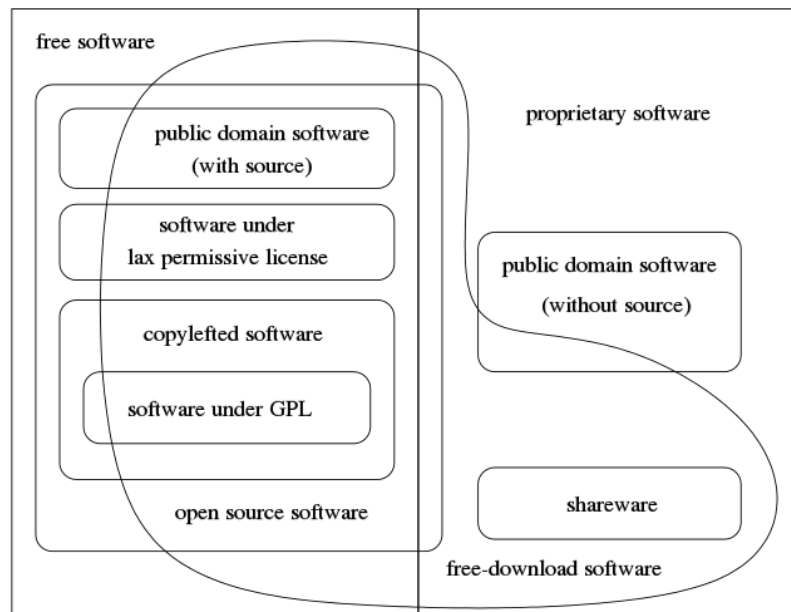 free software
proprietary software
public domain software
(with source)
software under
lax permissive license
public domain software
(without source)
copylefted software
software under GPL
shareware
open source software
free-download software